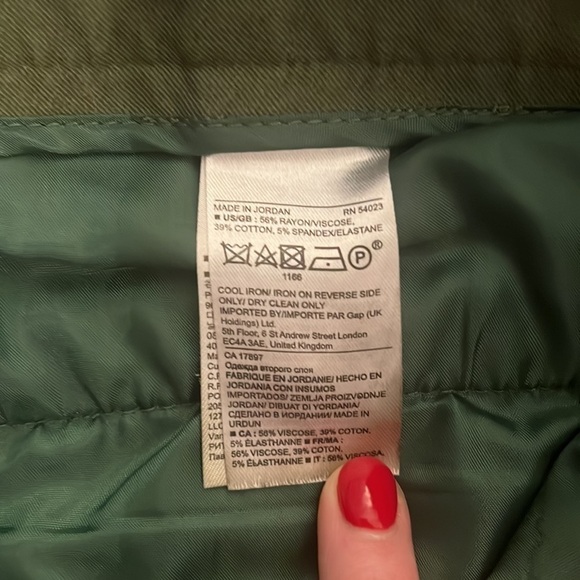 MADE IN JORDAN RN 54023
■ US/GB : 56% RAYON/VISCOSE,
39% COTTON, 5% SPANDEX/ELASTANE
P ®
1166
COOL IRON/ IRON ON REVERSE SIDE
ONLY/ DRY CLEAN ONLY
IMPORTED BY/IMPORTE PAR Gap (UK
Holdings) Ltd.
5th Floor, 6 St Andrew Street London
EC4A 3AE, United Kingdom
CA 17897
Одежда второго слоя
FABRIQUE EN JORDANIE/ HECHO EN
JORDANIA CON INSUMOS
IMPORTADOS/ ZEMLJA PROIZVODNJE
JORDAN/ DIBUAT DI YORDANIA/
СДЕЛАНО В ИОРДАНИИ/ MADE IN
URDUN
■ CA : 56% VISCOSE, 39% COTON,
5% ÉLASTHANNE ■ FR/MA :
56% VISCOSE, 39% COTON,
5% ÉLASTHANNE ■ IT : 56% VISCOSA,